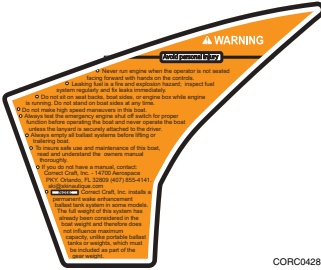 WARNING
Avoid personal injury
Never run engine when the operator is not seated
facing forward with hands on the controls.
Leaking fuel is a fire and explosion hazard; inspect fuel
system regularly and fix leaks immediately.
Do not sit on seat backs, boat sides, or engine box while engine
is running. Do not stand on boat sides at any time.
Do not make high speed maneuvers in this boat.
Always test the emergency engine shut off switch for proper
function before operating the boat and never operate the boat
unless the lanyard is securely attached to the driver.
Always empty all ballast systems before lifting or
trailering boat.
To insure safe use and maintenance of this boat,
read and understand the owners manual
thoroughly.
If you do not have a manual, contact:
Correct Craft, Inc. - 14700 Aerospace
PKY, Orlando, FL 32809 (407) 855-4141,
ski@skinautique.com
Note: Correct Craft, Inc. installs a
permanent wake enhancement
ballast tank system in some models.
The full weight of this system has
already been considered in the
boat weight and therefore does
not influence maximum
capacity, unlike portable ballast
tanks or weights, which must
be included as part of the
gear weight.
CORC0428